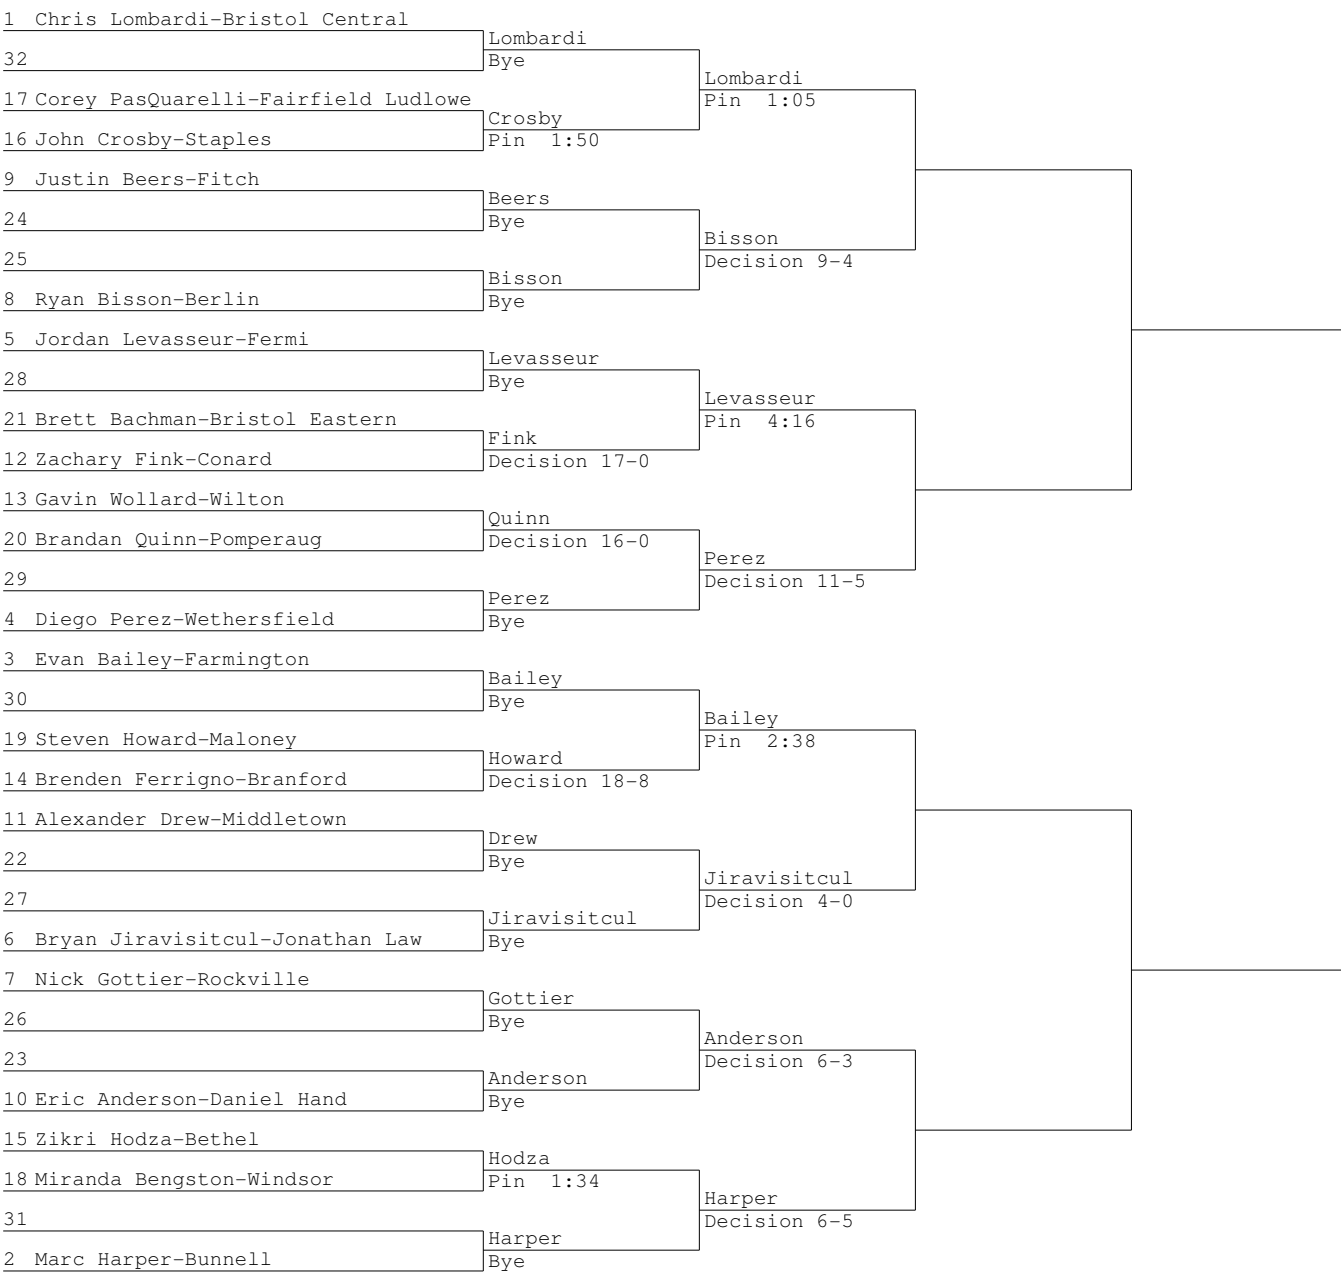 1 Chris Lombardi-Bristol Central
32
17 Corey PasQuarelli-Fairfield Ludlowe
16 John Crosby-Staples
9 Justin Beers-Fitch
24
25
8 Ryan Bisson-Berlin
5 Jordan Levasseur-Fermi
28
21 Brett Bachman-Bristol Eastern
12 Zachary Fink-Conard
13 Gavin Wollard-Wilton
20 Brandan Quinn-Pomperaug
29
4 Diego Perez-Wethersfield
3 Evan Bailey-Farmington
30
19 Steven Howard-Maloney
14 Brenden Ferrigno-Branford
11 Alexander Drew-Middletown
22
27
6 Bryan Jiravisitcul-Jonathan Law
7 Nick Gottier-Rockville
26
23
10 Eric Anderson-Daniel Hand
15 Zikri Hodza-Bethel
18 Miranda Bengston-Windsor
31
2 Marc Harper-Bunnell
Lombardi
Bye
Crosby
Pin 1:50
Beers
Bye
Bisson
Bye
Levasseur
Bye
Fink
Decision 17-0
Quinn
Decision 16-0
Perez
Bye
Bailey
Bye
Howard
Decision 18-8
Drew
Bye
Jiravisitcul
Bye
Gottier
Bye
Anderson
Bye
Hodza
Pin 1:34
Harper
Bye
Lombardi
Pin 1:05
Bisson
Decision 9-4
Levasseur
Pin 4:16
Perez
Decision 11-5
Bailey
Pin 2:38
Jiravisitcul
Decision 4-0
Anderson
Decision 6-3
Harper
Decision 6-5